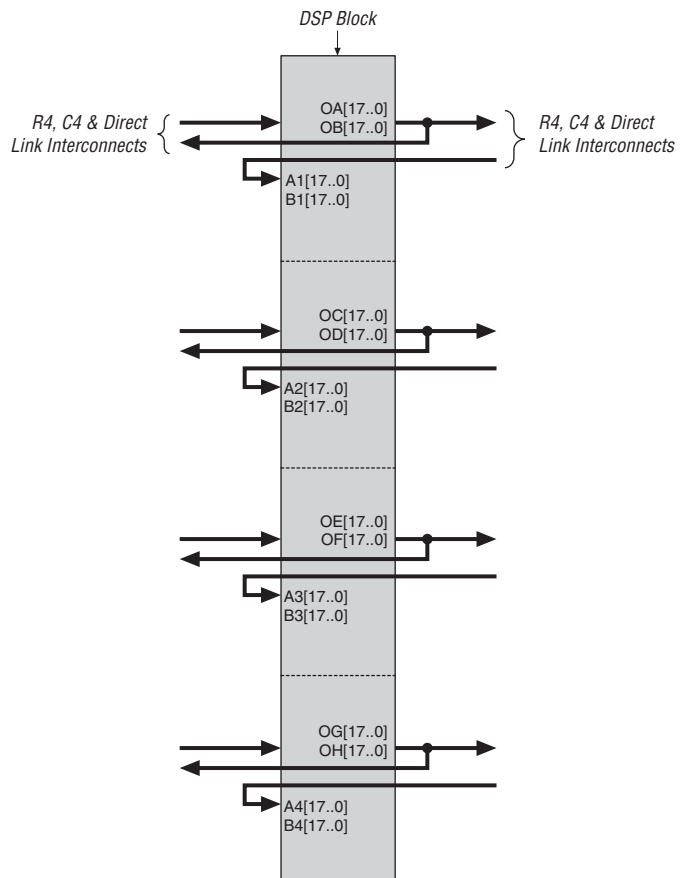 DSP Block
R4, C4 & Direct
Link Interconnects
OA[17..0]
OB[17..0]
R4, C4 & Direct
Link Interconnects
A1[17..0]
B1[17..0]
OC[17..0]
OD[17..0]
A2[17..0]
B2[17..0]
OE[17..0]
OF[17..0]
A3[17..0]
B3[17..0]
OG[17..0]
OH[17..0]
A4[17..0]
B4[17..0]